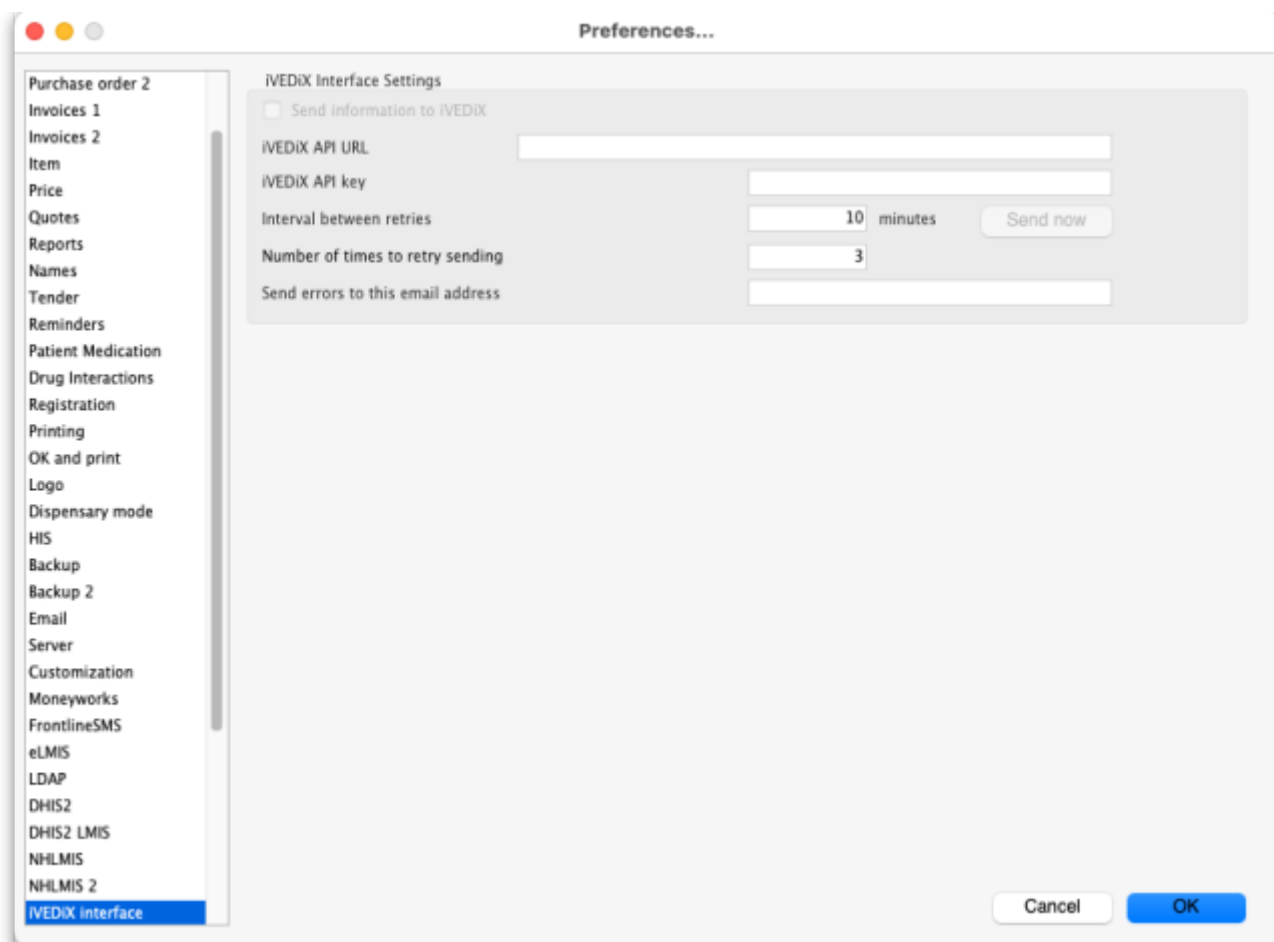 Preferences...
Purchase order 2
Invoices 1
Invoices 2
Item
Price
Quotes
Reports
Names
Tender
Reminders
Patient Medication
Drug Interactions
Registration
Printing
OK and print
Logo
Dispensary mode
HIS
Backup
Backup 2
Email
Server
Customization
Moneyworks
FrontlineSMS
eLMIS
LDAP
DHIS2
DHIS2 LMIS
NHLMIS
NHLMIS 2
iVEDiX interface
iVEDiX Interface Settings
Send information to iVEDiX
iVEDiX API URL
iVEDiX API key
Interval between retries 10 minutes Send now
Number of times to retry sending 3
Send errors to this email address
Cancel OK